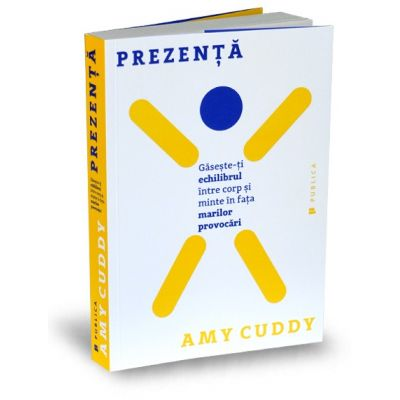 PREZENȚĂ
Găsește-ți
echilibrul
între corp și
minte în fața
marilor
provocări
PUBLICA
AMY CUDDY
PREZENȚĂ
AMY CUDDY
PUBLICA